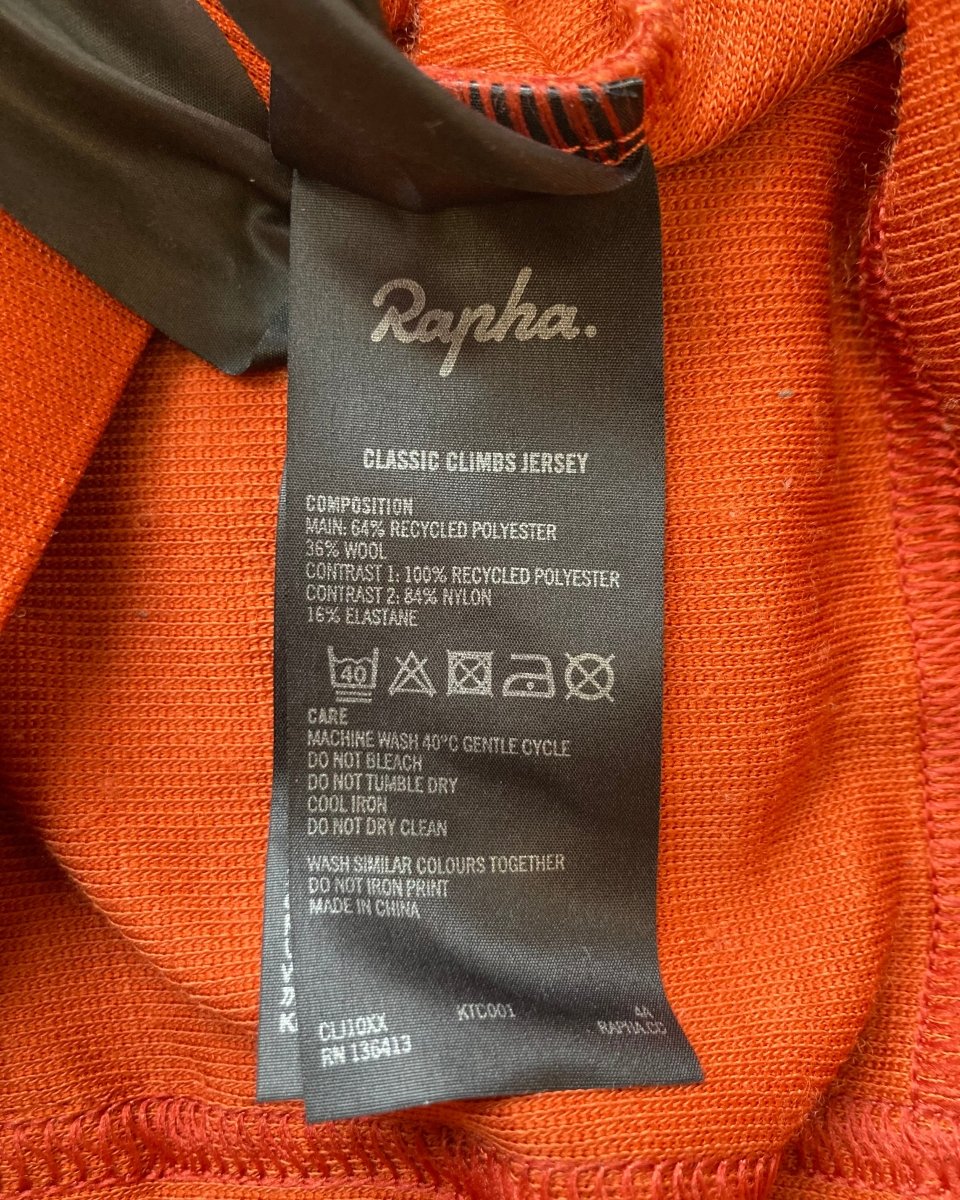 Rapha.
CLASSIC CLIMBS JERSEY
COMPOSITION
MAIN: 64% RECYCLED POLYESTER
36% WOOL
CONTRAST 1: 100% RECYCLED POLYESTER
CONTRAST 2: 84% NYLON
16% ELASTANE
40
CARE
MACHINE WASH 40°C GENTLE CYCLE
DO NOT BLEACH
DO NOT TUMBLE DRY
COOL IRON
DO NOT DRY CLEAN
WASH SIMILAR COLOURS TOGETHER
DO NOT IRON PRINT
MADE IN CHINA
CLJ10XX KTC001 4A
RN 136413 RAPHA.CC